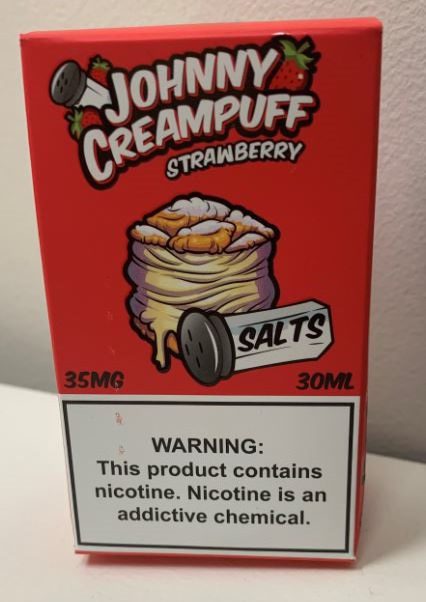 JOHNNY
CREAMPUFF
STRAWBERRY
SALTS
35MG 30ML
WARNING:
This product contains
nicotine. Nicotine is an
addictive chemical.